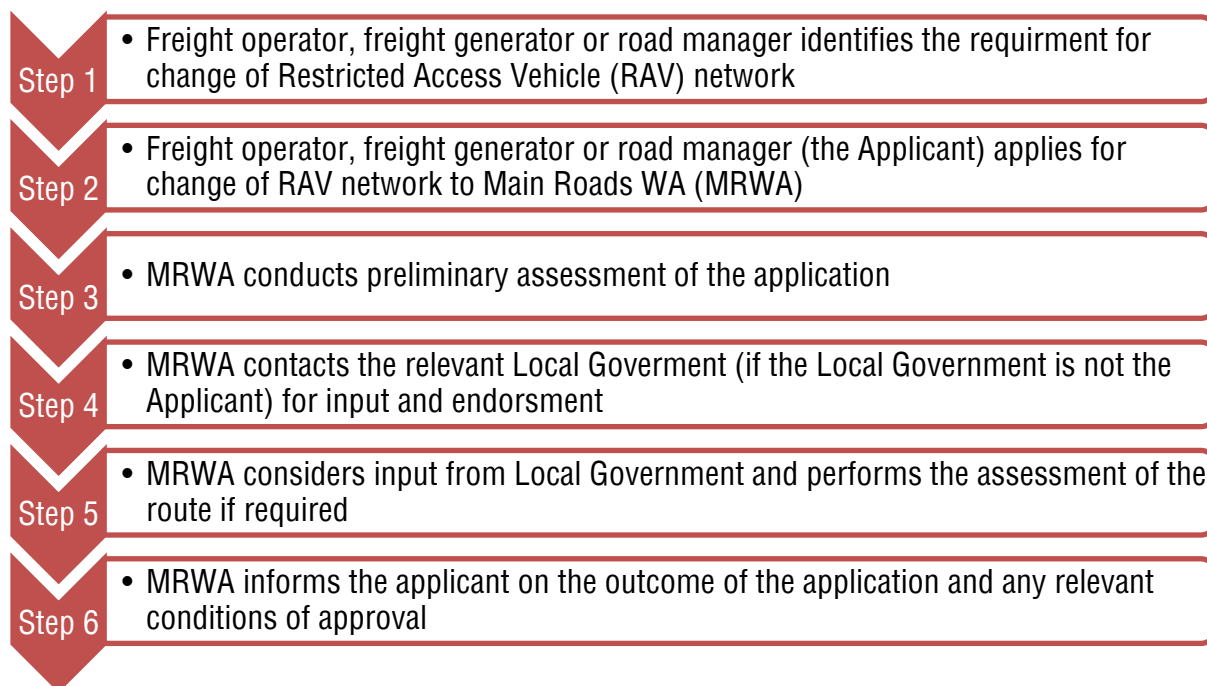 Step 1
• Freight operator, freight generator or road manager identifies the requirment for
change of Restricted Access Vehicle (RAV) network
Step 2
• Freight operator, freight generator or road manager (the Applicant) applies for
change of RAV network to Main Roads WA (MRWA)
Step 3
• MRWA conducts preliminary assessment of the application
Step 4
• MRWA contacts the relevant Local Goverment (if the Local Government is not the
Applicant) for input and endorsment
Step 5
• MRWA considers input from Local Government and performs the assessment of the
route if required
Step 6
• MRWA informs the applicant on the outcome of the application and any relevant
conditions of approval